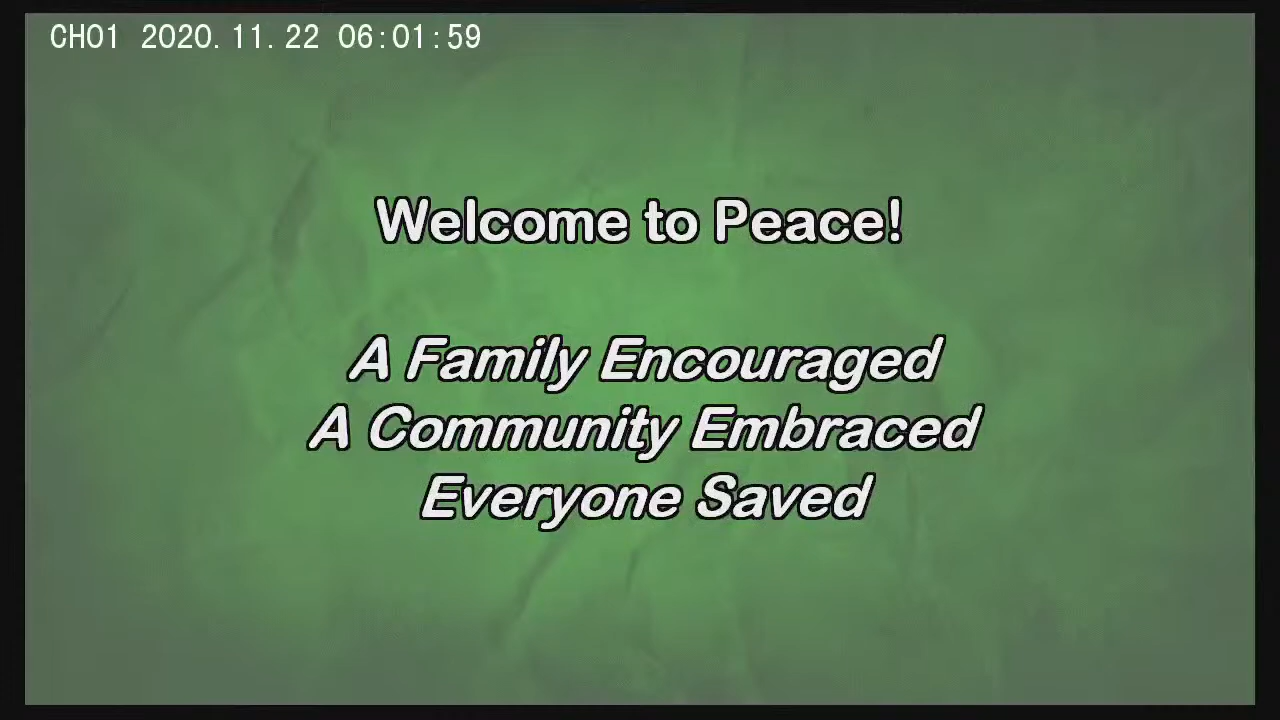 CH01 2020.11.22 06:01:59
Welcome to Peace!
A Family Encouraged
A Community Embraced
Everyone Saved